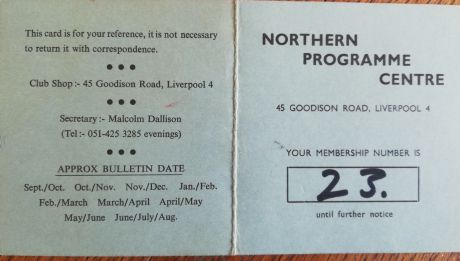 This card is for your reference, it is not necessary
to return it with correspondence.
Club Shop :- 45 Goodison Road, Liverpool 4
Secretary :- Malcolm Dallison
(Tel :- 051-425 3285 evenings)
APPROX BULLETIN DATE
Sept./Oct. Oct./Nov. Nov./Dec. Jan./Feb.
Feb./March March/April April/May
May/June June/July/Aug.
NORTHERN
PROGRAMME
CENTRE
45 GOODISON ROAD, LIVERPOOL 4
YOUR MEMBERSHIP NUMBER IS
23.
until further notice